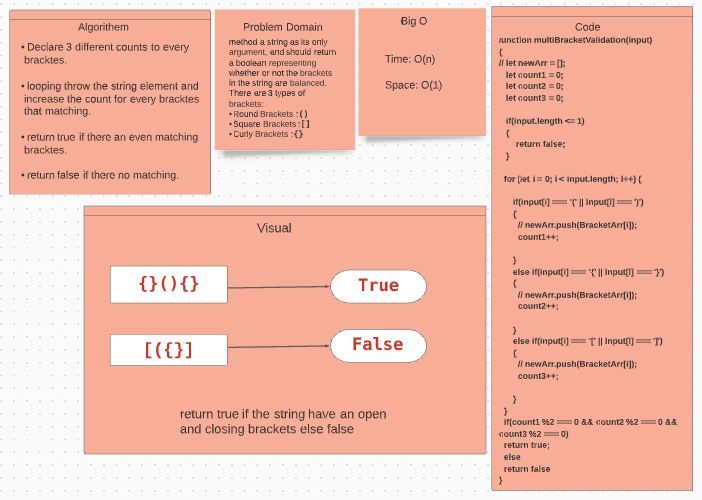 Algorithem
• Declare 3 different counts to every
bracktes.
• looping throw the string element and
increase the count for every bracktes
that matching.
• return true if there an even matching
bracktes.
• return false if there no matching.
Problem Domain
method a string as its only
argument, and should return
a boolean representing
whether or not the brackets
in the string are balanced.
There are 3 types of
brackets:
• Round Brackets : ()
• Square Brackets : []
• Curly Brackets : {}
Big O
Time: O(n)
Space: O(1)
Visual
{}(){}
True
[({}]
False
return true if the string have an open
and closing brackets else false
Code
function multiBracketValidation(input)
{
// let newArr = [];
let count1 = 0;
let count2 = 0;
let count3 = 0;
if(input.length <= 1)
{
return false;
}
for (let i = 0; i < input.length; i++) {
if(input[i] === '(' || input[i] === ')')
{
// newArr.push(BracketArr[i]);
count1++;
}
else if(input[i] === '{' || input[i] === '}')
{
// newArr.push(BracketArr[i]);
count2++;
}
else if(input[i] === '[' || input[i] === ']')
{
// newArr.push(BracketArr[i]);
count3++;
}
}
if(count1 %2 === 0 && count2 %2 === 0 &&
count3 %2 === 0)
return true;
else
return false
}